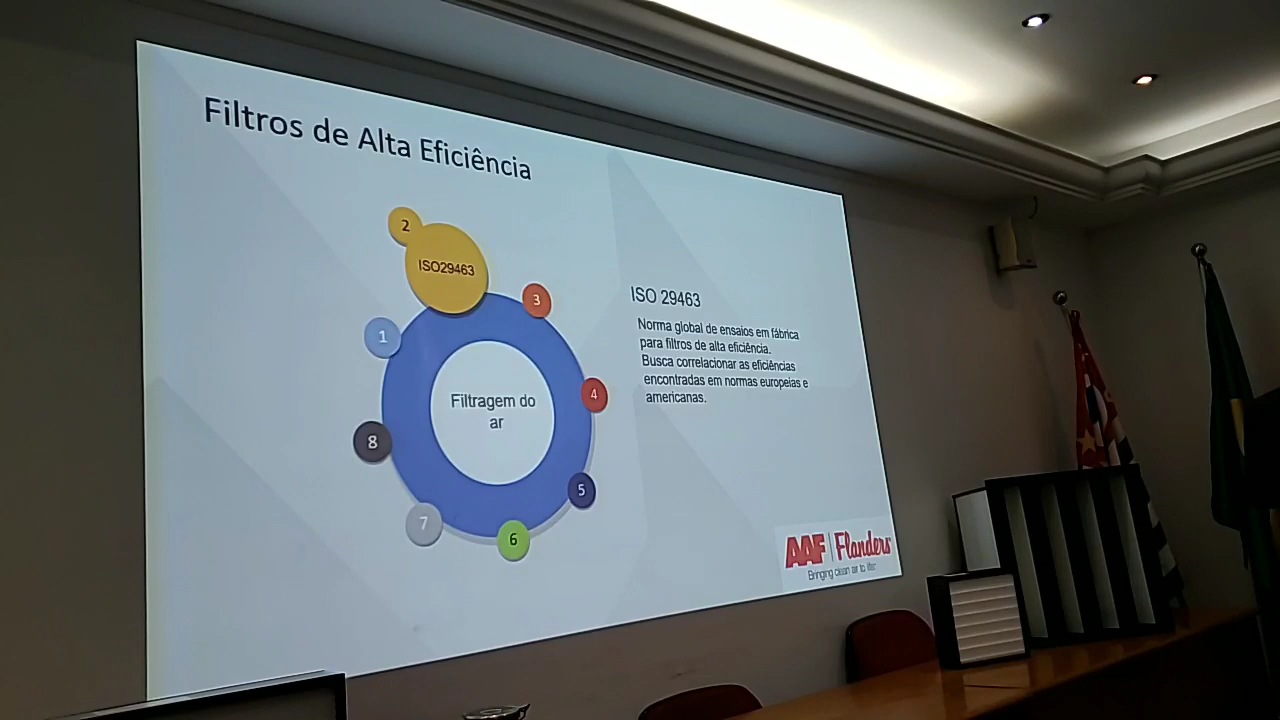 Filtros de Alta Eficiência
2
ISO29463
3
1
4
Filtragem do
ar
8
5
7
6
ISO 29463
Norma global de ensaios em fábrica
para filtros de alta eficiência.
Busca correlacionar as eficiências
encontradas em normas europeias e
americanas.
AAF | Flanders®
Bringing clean air to life.